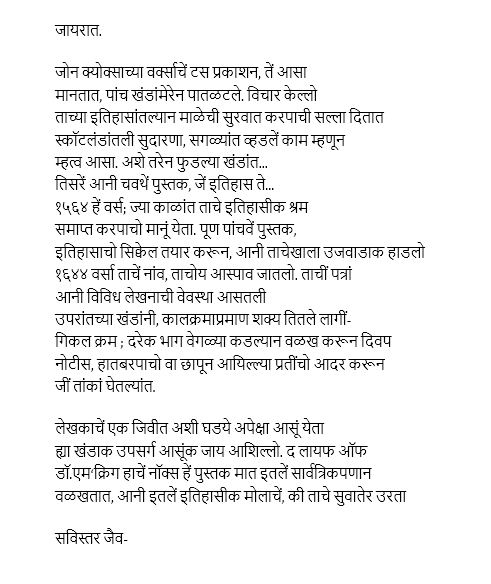 जायरात.
जोन क्योक्साच्या वर्क्साचें टस प्रकाशन, तें आसा
मानतात, पांच खंडांमेरेन पातळटले. विचार केल्लो
ताच्या इतिहासांतल्यान माळेची सुरवात करपाची सल्ला दितात
स्कॉटलंडांतली सुदारणा, सगळ्यांत व्हडलें काम म्हणून
म्हत्व आसा. अशे तरेन फुडल्या खंडांत...
तिसरें आनी चवथें पुस्तक, जें इतिहास ते...
१५६४ हें वर्स; ज्या काळांत ताचे इतिहासीक श्रम
समाप्त करपाचो मानूं येता. पूण पांचवें पुस्तक,
इतिहासाचो सिक्वेल तयार करून, आनी ताचेखाला उजवाडाक हाडलो
१६४४ वर्सा ताचें नांव, ताचोय आस्पाव जातलो. ताचीं पत्रां
आनी विविध लेखनाची वेवस्था आसतली
उपरांतच्या खंडांनी, कालक्रमाप्रमाण शक्य तितले लागीं-
गिकल क्रम ; दरेक भाग वेगळ्या कडल्यान वळख करून दिवप
नोटीस, हातबरपाचो वा छापून आयिल्ल्या प्रतींचो आदर करून
जीं तांकां घेतल्यांत.
लेखकाचें एक जिवीत अशी घडये अपेक्षा आसूं येता
ह्या खंडाक उपसर्ग आसूंक जाय आशिल्लो. द लायफ ऑफ
डॉ.एम‘क्रिग हाचें नॉक्स हें पुस्तक मात इतलें सार्वत्रिकपणान
वळखतात, आनी इतलें इतिहासीक मोलाचें, की ताचे सुवातेर उरता
सविस्तर जैव-